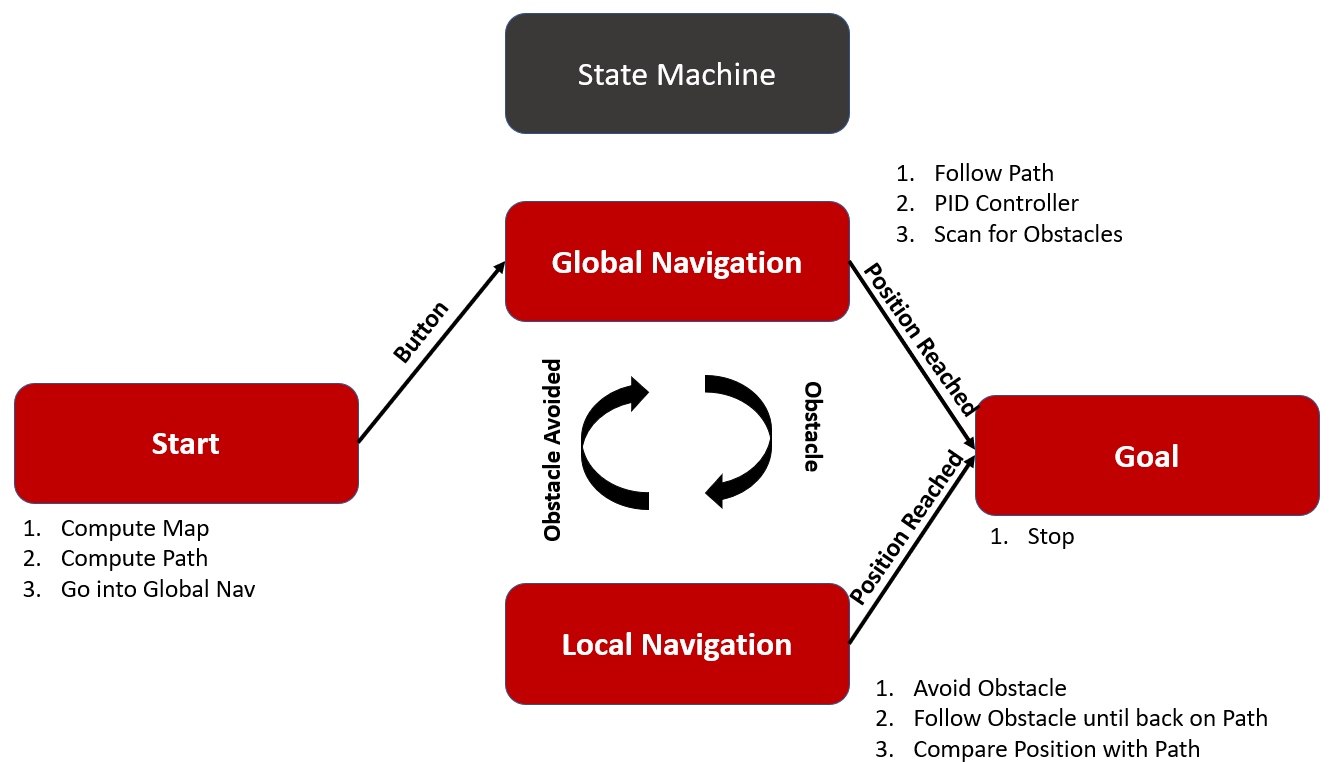 State Machine
1. Follow Path
2. PID Controller
3. Scan for Obstacles
Global Navigation
Button
Position Reached
Obstacle Avoided
Obstacle
Start
1. Compute Map
2. Compute Path
3. Go into Global Nav
Goal
1. Stop
Position Reached
Local Navigation
1. Avoid Obstacle
2. Follow Obstacle until back on Path
3. Compare Position with Path